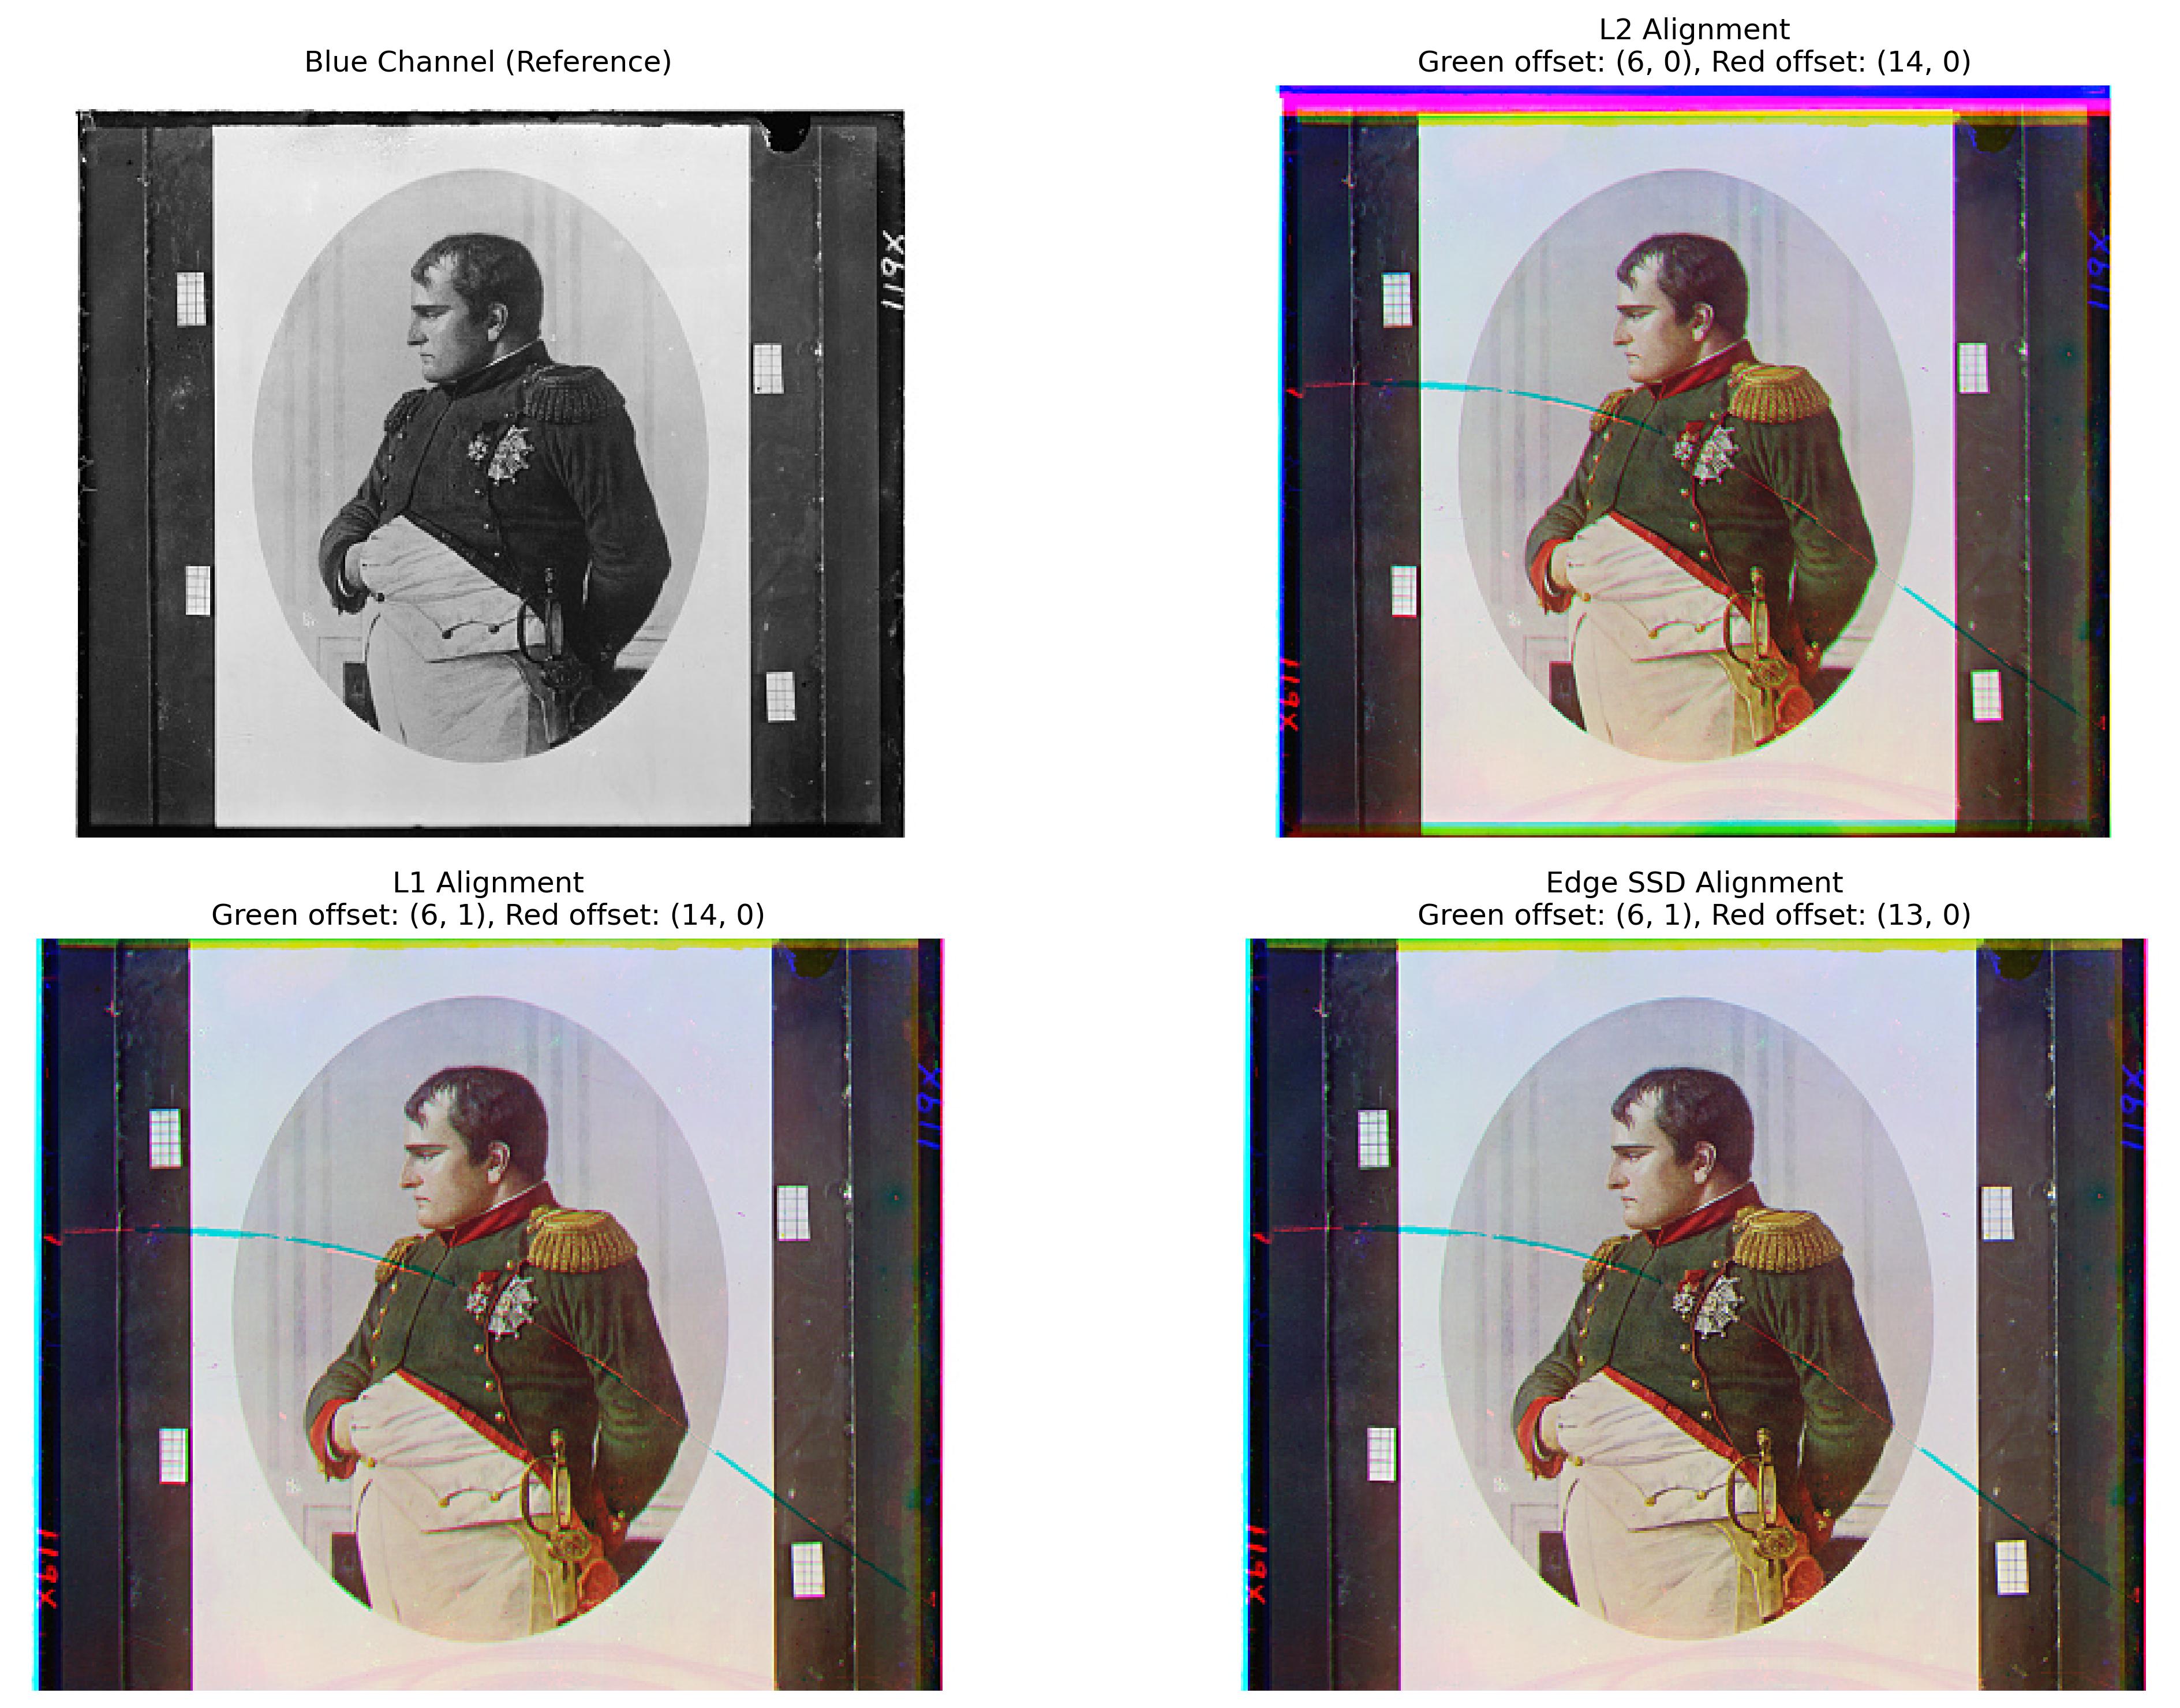 Blue Channel (Reference)
119X
L2 Alignment
Green offset: (6, 0), Red offset: (14, 0)
119X
119X
L1 Alignment
Green offset: (6, 1), Red offset: (14, 0)
119X
119X
Edge SSD Alignment
Green offset: (6, 1), Red offset: (13, 0)
119X
119X